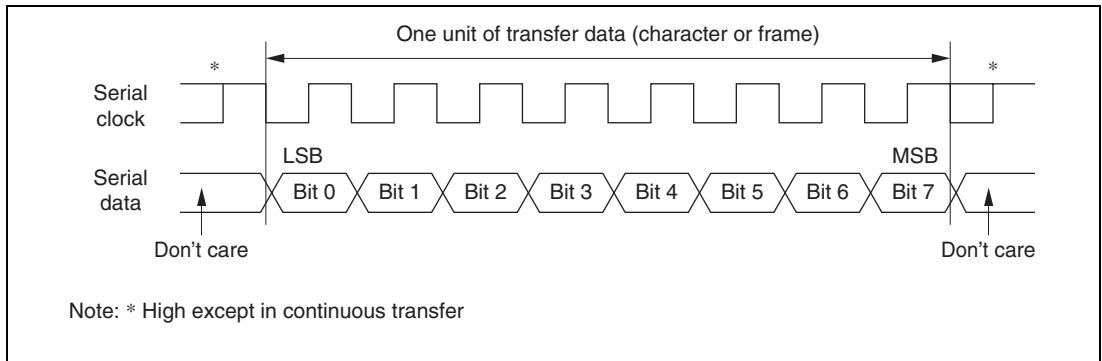 One unit of transfer data (character or frame)
*
*
Serial
clock
LSB
MSB
Serial
data
Bit 0
Bit 1
Bit 2
Bit 3
Bit 4
Bit 5
Bit 6
Bit 7
Don't care
Don't care
Note: * High except in continuous transfer